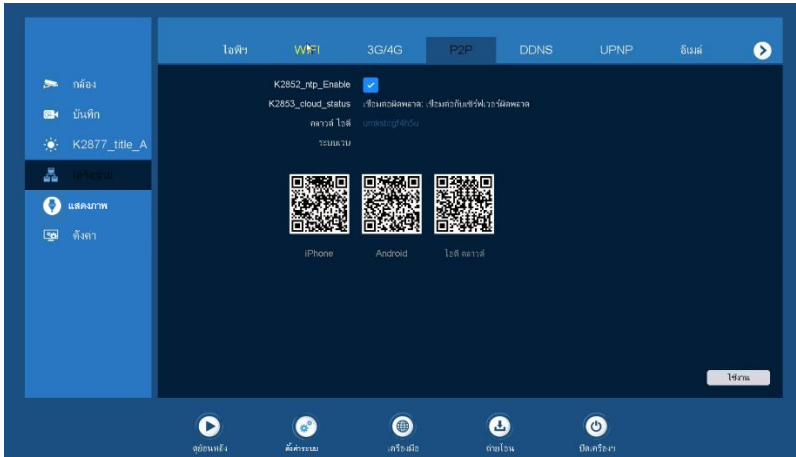 ไอพีฯ WIFI 3G/4G P2P DDNS UPNP อีเมล์
กล้อง
บันทึก
K2877_title_A
เครือข่าย
แสดงภาพ
ตั้งค่า
K2852_ntp_Enable
K2853_cloud_status เชื่อมต่อผิดพลาด: เชื่อมต่อกับเซิร์ฟเวอร์ผิดพลาด
คลาวด์ ไอดี
ระบบเวบ
iPhone Android ไอดี คลาวด์
ใช้งาน
ดูย้อนหลัง ตั้งค่าระบบ เครื่องมือ ถ่ายโอน ปิดเครื่องฯ